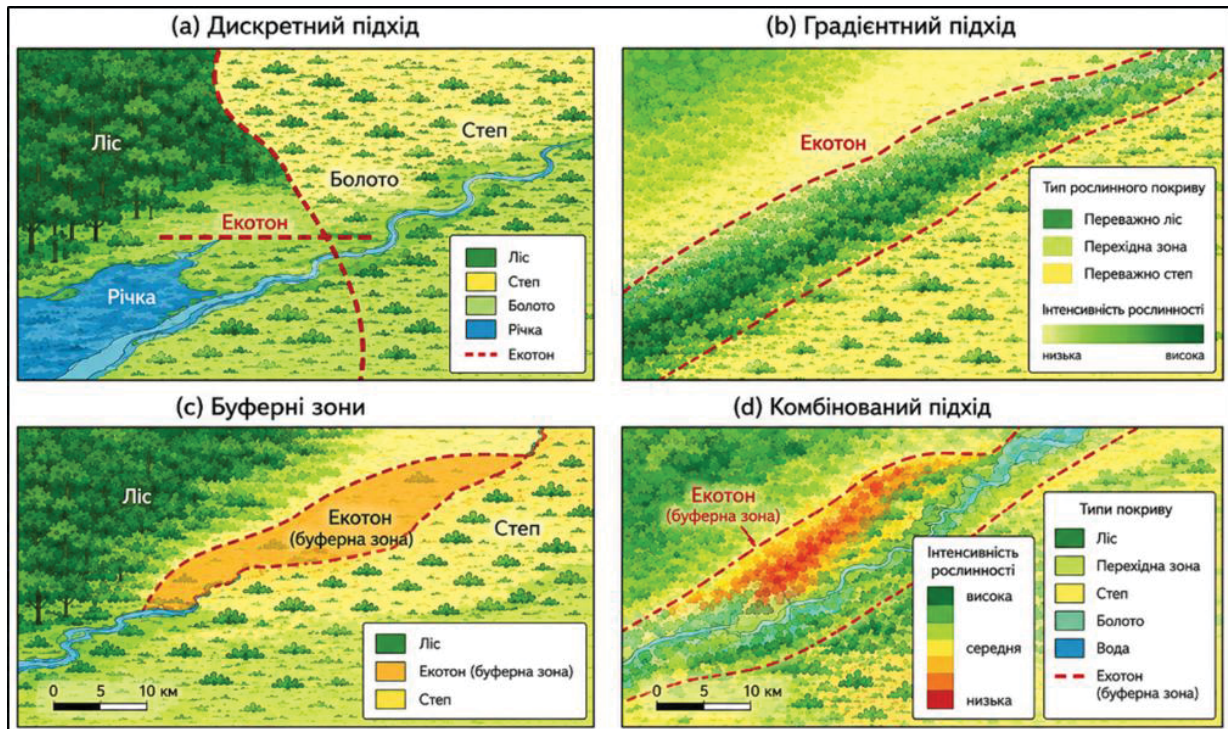 (a) Дискретний підхід
Ліс
Степ
Болото
Екотон
Річка
Ліс
Степ
Болото
Річка
Екотон
(b) Градієнтний підхід
Екотон
Тип рослинного покриву
Переважно ліс
Перехідна зона
Переважно степ
Інтенсивність рослинності
низька
висока
(c) Буферні зони
Ліс
Екотон
(буферна зона)
Степ
0 5 10 км
Ліс
Екотон (буферна зона)
Степ
(d) Комбінований підхід
Екотон
(буферна зона)
0 5 10 км
Інтенсивність
рослинності
висока
середня
низька
Типи покриву
Ліс
Перехідна зона
Степ
Болото
Вода
Екотон
(буферна зона)